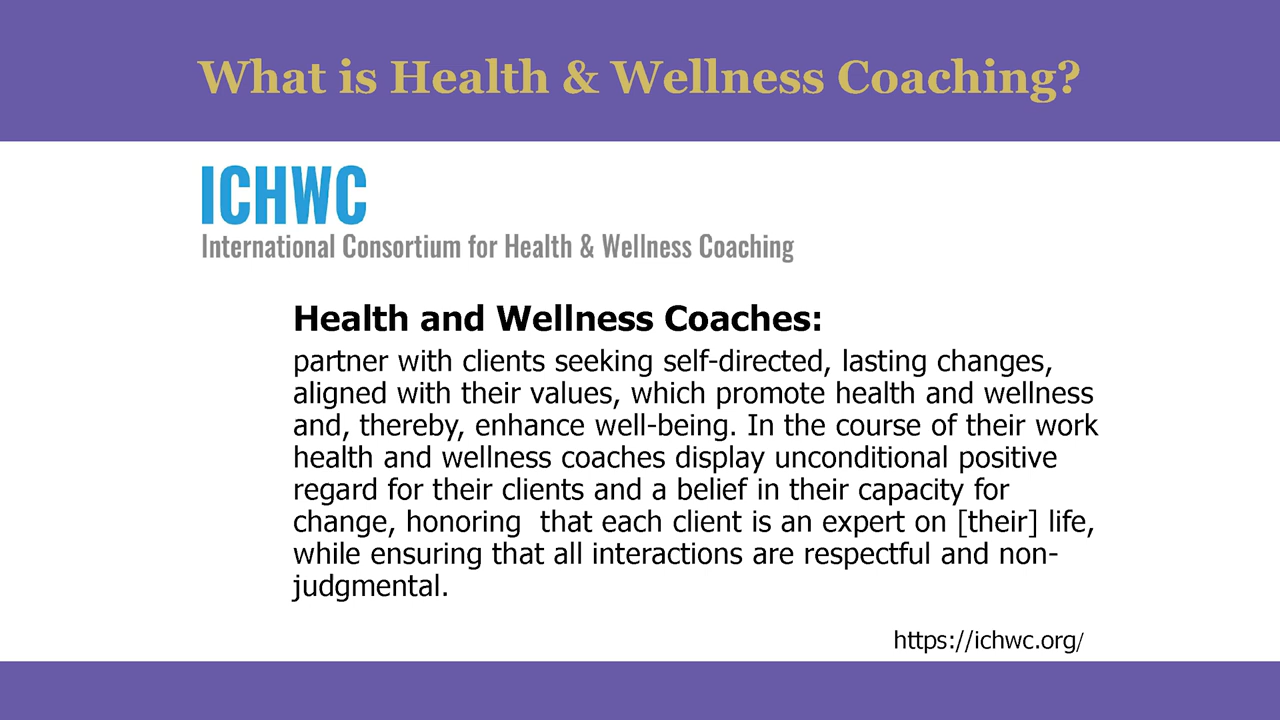 What is Health & Wellness Coaching?
ICHWC
International Consortium for Health & Wellness Coaching
Health and Wellness Coaches:
partner with clients seeking self-directed, lasting changes,
aligned with their values, which promote health and wellness
and, thereby, enhance well-being. In the course of their work
health and wellness coaches display unconditional positive
regard for their clients and a belief in their capacity for
change, honoring  that each client is an expert on [their] life,
while ensuring that all interactions are respectful and non-
judgmental.
https://ichwc.org/